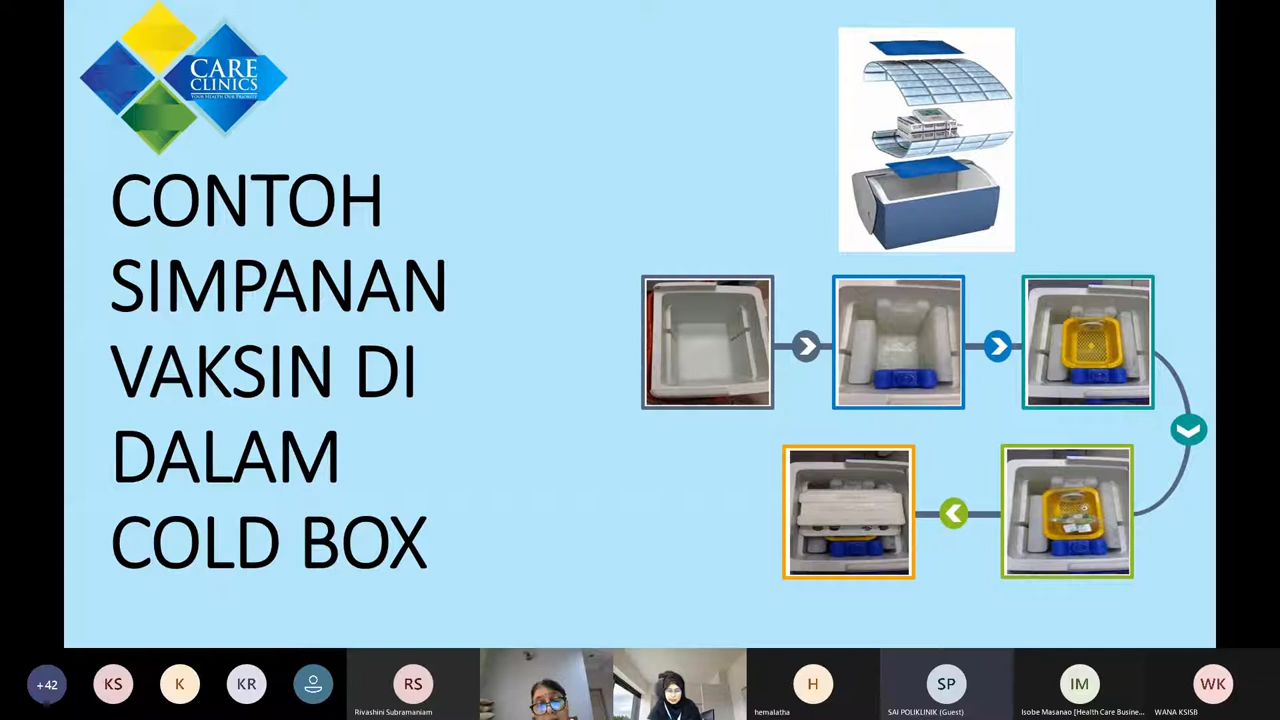 CARE
CLINICS
YOUR HEALTH OUR PRIORITY
CONTOH
SIMPANAN
VAKSIN DI
DALAM
COLD BOX
+42
KS
K
KR
RS
Rivashini Subramaniam
H
hemalatha
SP
SAI POLIKLINIK (Guest)
IM
Isobe Masanao [Health Care Busine...
WK
WANA KSISB